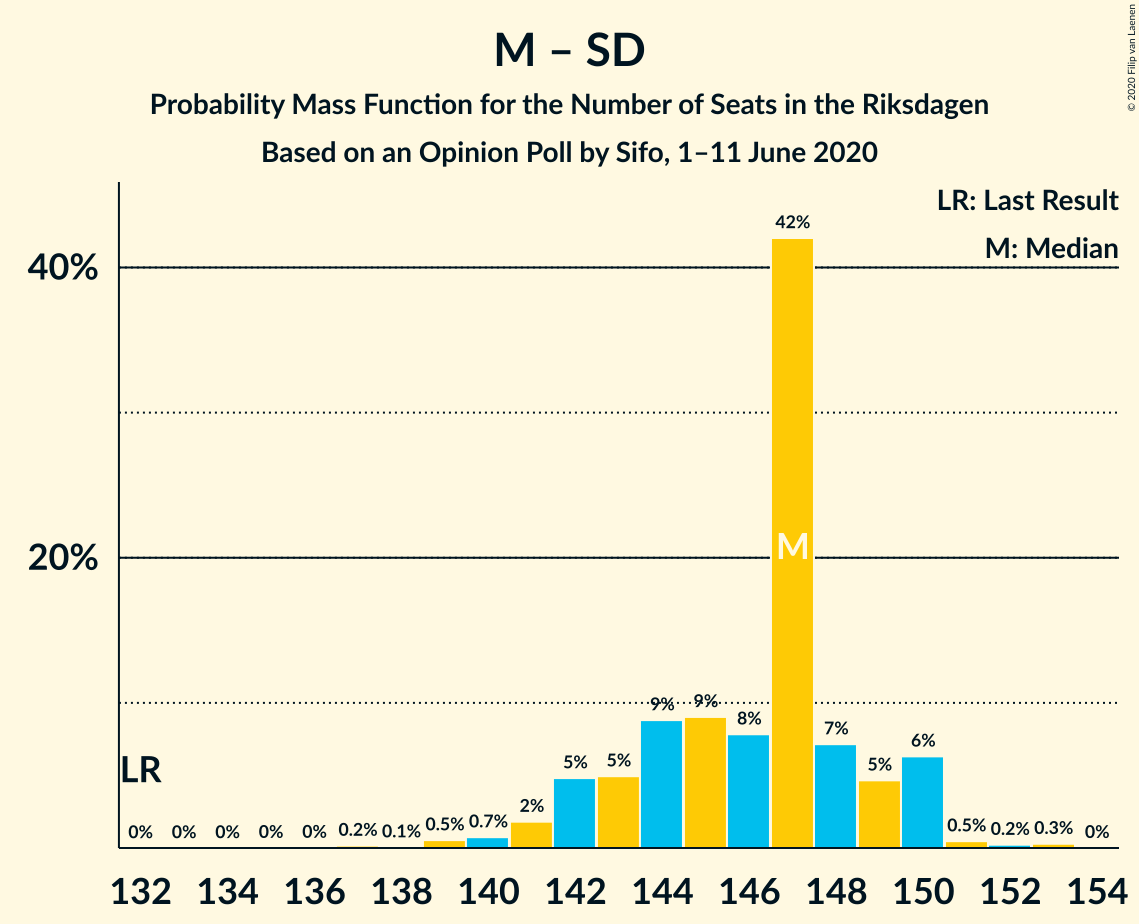 M – SD
Probability Mass Function for the Number of Seats in the Riksdagen
Based on an Opinion Poll by Sifo, 1–11 June 2020
© 2020 Filip van Laenen
LR: Last Result
M: Median
40%
20%
LR
M
0% 0% 0% 0% 0% 0.2% 0.1% 0.5% 0.7% 2% 5% 5% 9% 9% 8% 42% 7% 5% 6% 0.5% 0.2% 0.3% 0%
132 134 136 138 140 142 144 146 148 150 152 154